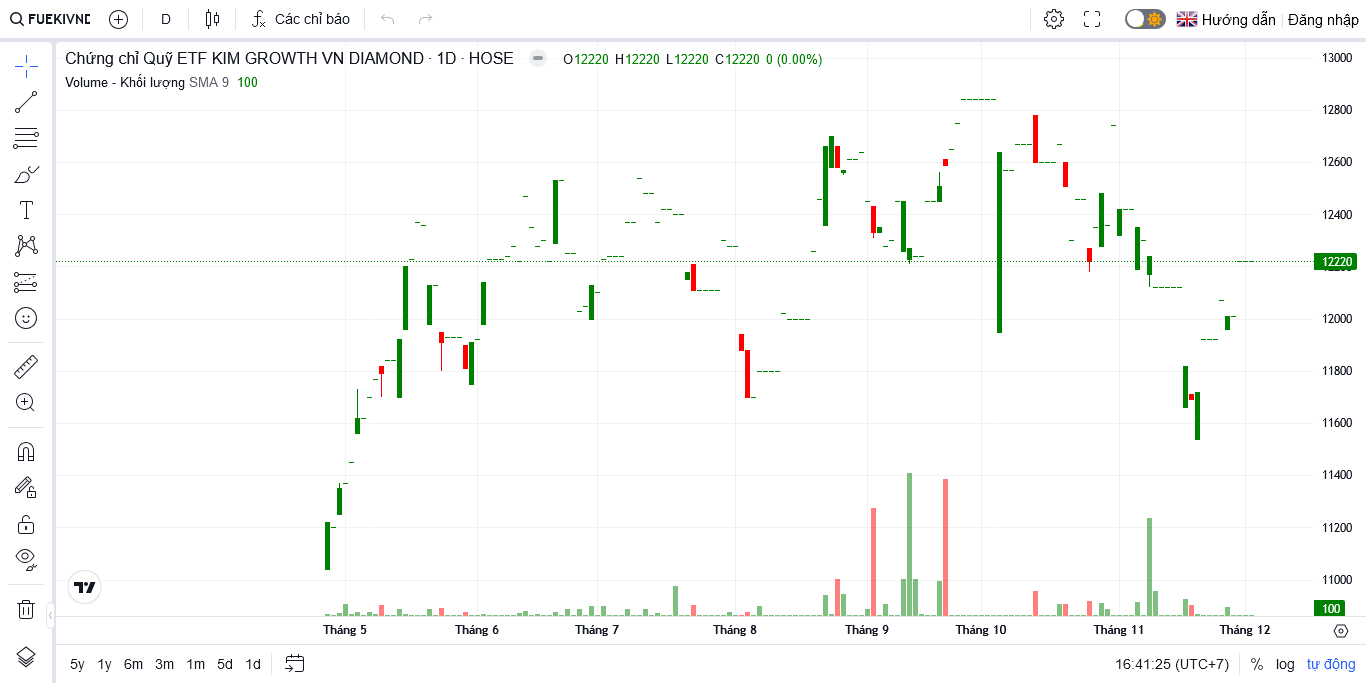 FUEKIVND D Các chỉ báo Hướng dẫn Đăng nhập
Chứng chỉ Quỹ ETF KIM GROWTH VN DIAMOND · 1D · HOSE O12220 H12220 L12220 C12220 0 (0.00%)
Volume - Khối lượng SMA 9 100
13000
12800
12600
12400
12220
12000
11800
11600
11400
11200
11000
100
Tháng 5 Tháng 6 Tháng 7 Tháng 8 Tháng 9 Tháng 10 Tháng 11 Tháng 12
5y 1y 6m 3m 1m 5d 1d 16:41:25 (UTC+7) % log tự động